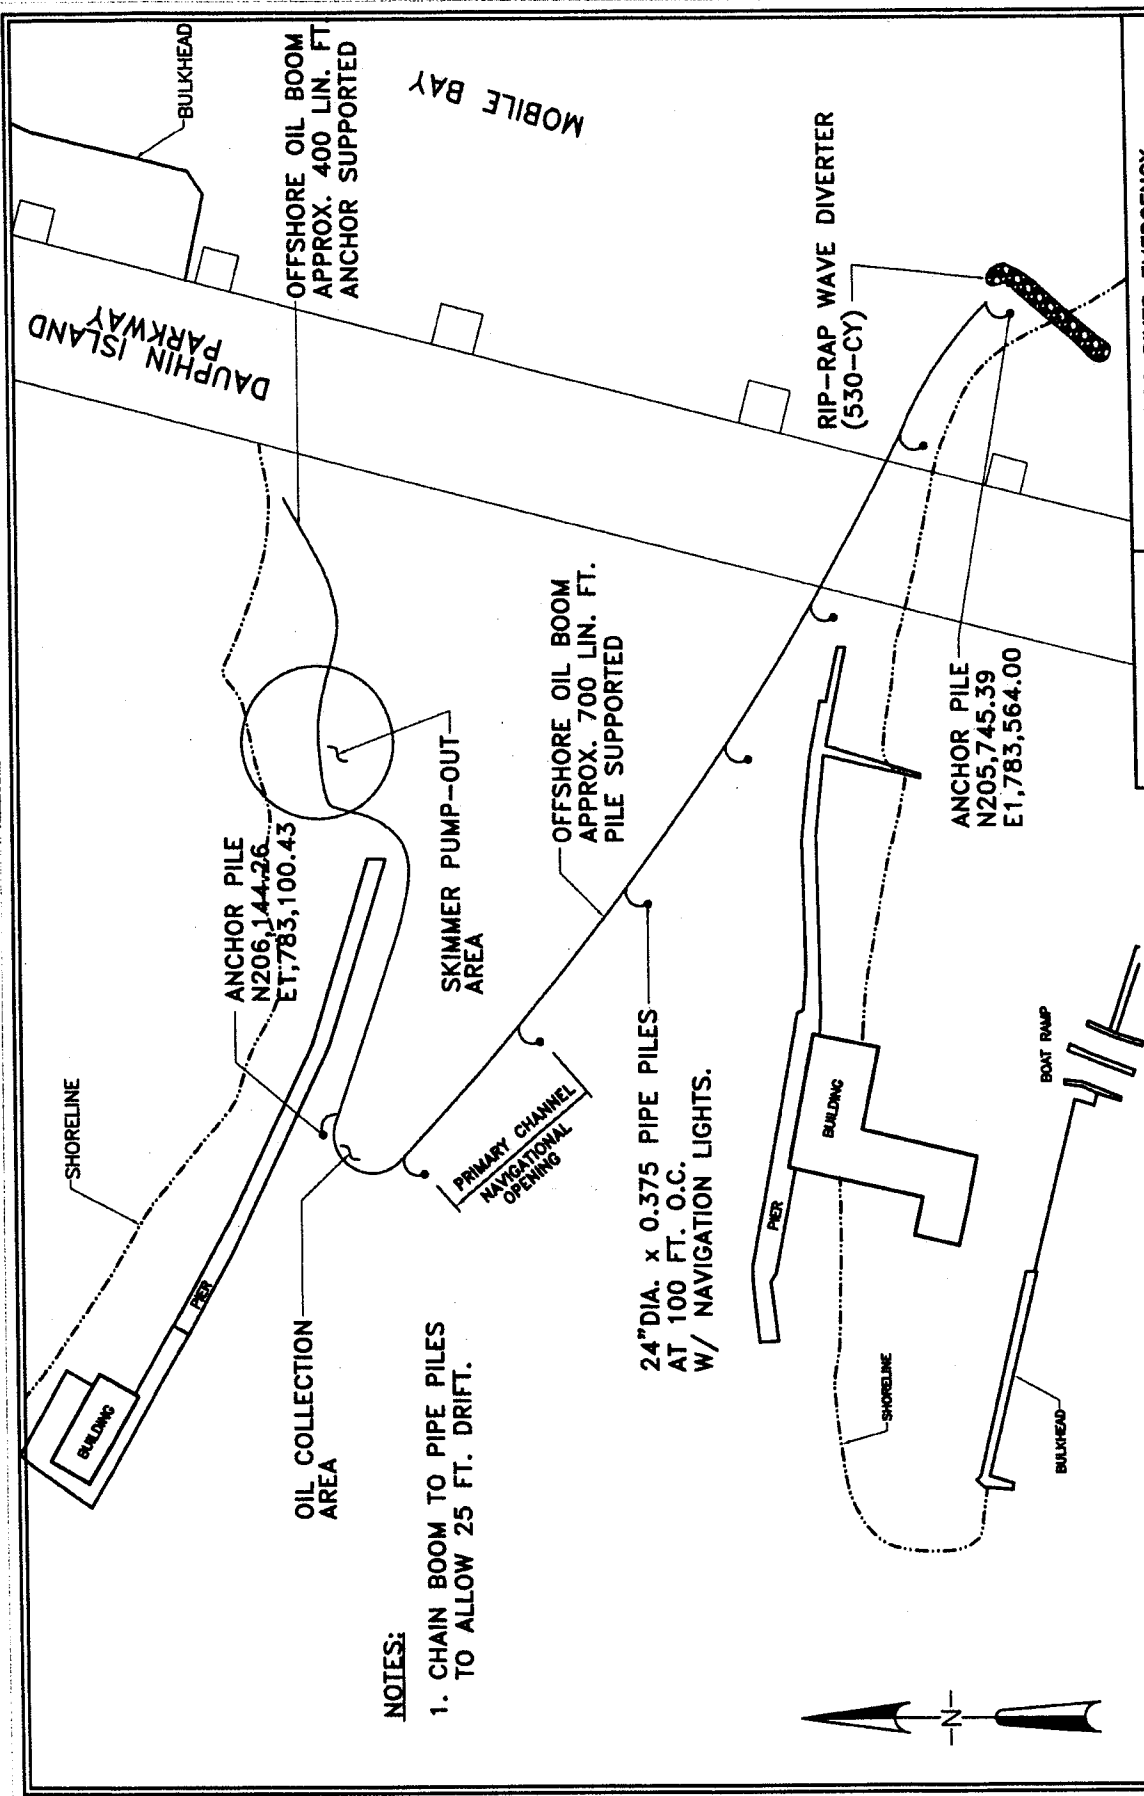 BULKHEAD
OFFSHORE OIL BOOM
APPROX. 400 LIN. FT.
ANCHOR SUPPORTED
MOBILE BAY
DAUPHIN ISLAND
PARKWAY
RIP-RAP WAVE DIVERTER
(530-CY)
SHORELINE
ANCHOR PILE
N206,144.26
E1,783,100.43
SKIMMER PUMP-OUT
AREA
OFFSHORE OIL BOOM
APPROX. 700 LIN. FT.
PILE SUPPORTED
ANCHOR PILE
N205,745.39
E1,783,564.00
BUILDING
PIER
OIL COLLECTION
AREA
PRIMARY CHANNEL
NAVIGATIONAL
OPENING
24"DIA. x 0.375 PIPE PILES
AT 100 FT. O.C.
W/ NAVIGATION LIGHTS.
PIER
BUILDING
BOAT RAMP
SHORELINE
BULKHEAD
NOTES:
1. CHAIN BOOM TO PIPE PILES
TO ALLOW 25 FT. DRIFT.
N